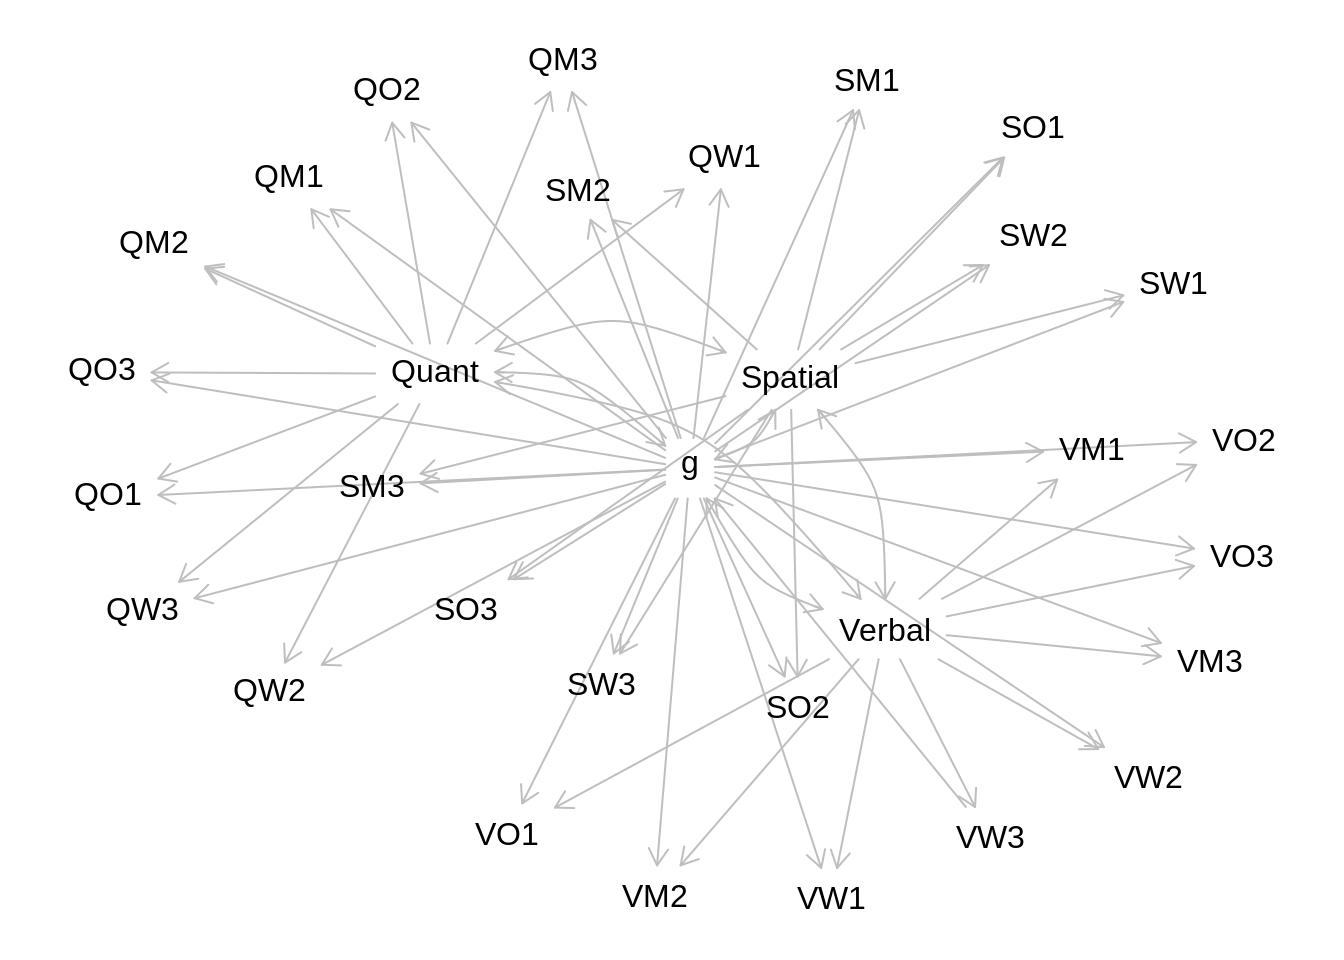 QM3
SM1
QO2
SO1
QW1
QM1
SM2
SW2
QM2
SW1
QO3
Quant
Spatial
VO2
VM1
g
SM3
QO1
VO3
QW3
SO3
Verbal
VM3
SW3
QW2
SO2
VW2
VO1
VW3
VM2
VW1